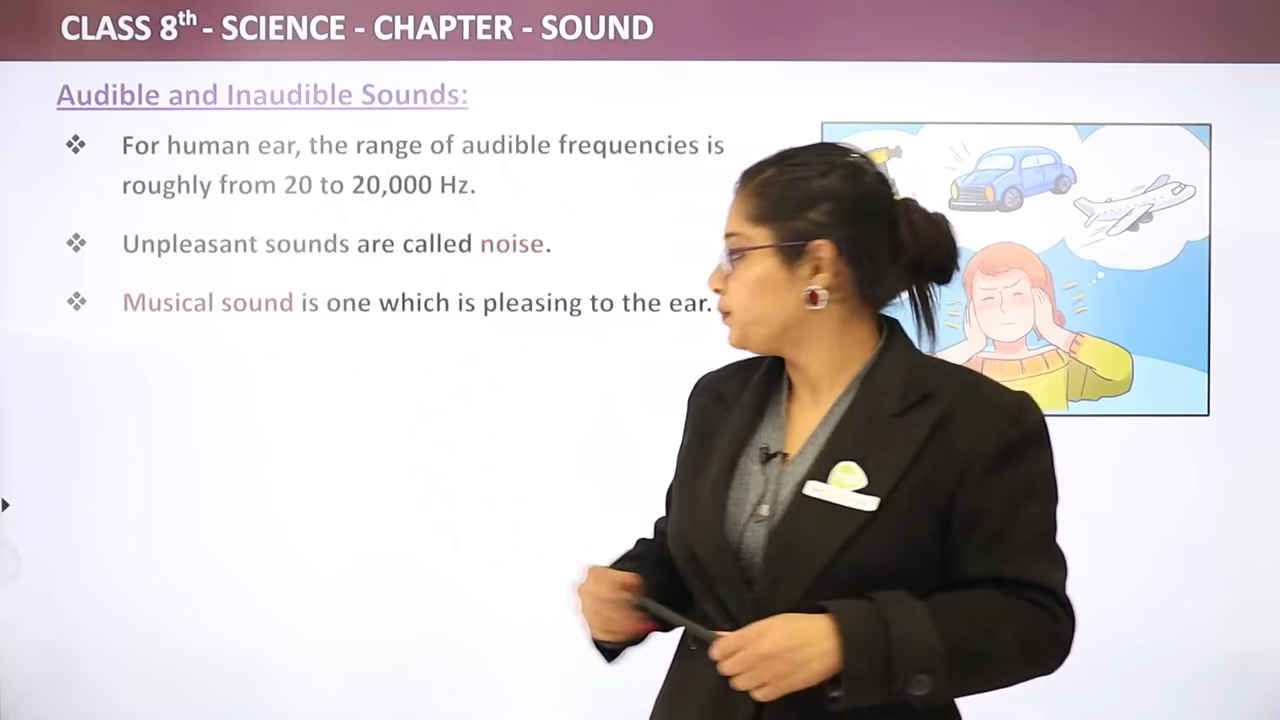 CLASS 8th - SCIENCE - CHAPTER - SOUND
Audible and Inaudible Sounds:
❖ For human ear, the range of audible frequencies is
roughly from 20 to 20,000 Hz.
❖ Unpleasant sounds are called noise.
❖ Musical sound is one which is pleasing to the ear.